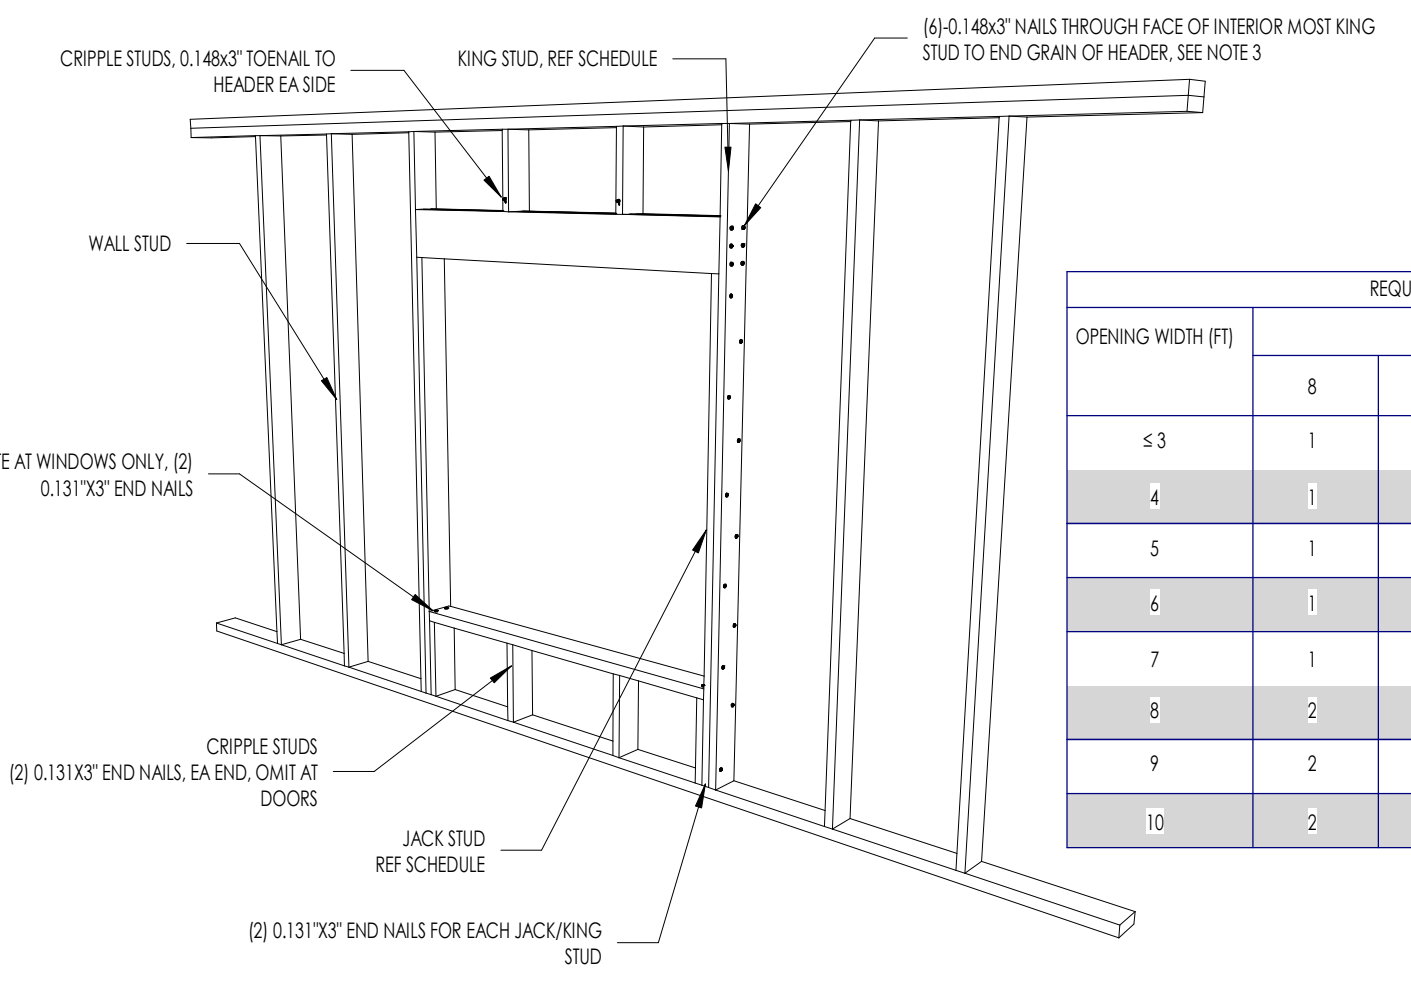 (6)-0.148x3" NAILS THROUGH FACE OF INTERIOR MOST KING
STUD TO END GRAIN OF HEADER, SEE NOTE 3
CRIPPLE STUDS, 0.148x3" TOENAIL TO
HEADER EA SIDE
KING STUD, REF SCHEDULE
WALL STUD
AT WINDOWS ONLY, (2)
0.131"X3" END NAILS
CRIPPLE STUDS
(2) 0.131X3" END NAILS, EA END, OMIT AT
DOORS
JACK STUD
REF SCHEDULE
(2) 0.131"X3" END NAILS FOR EACH JACK/KING
STUD
OPENING WIDTH (FT)
8
≤ 3 1
4 1
5 1
6 1
7 1
8 2
9 2
10 2